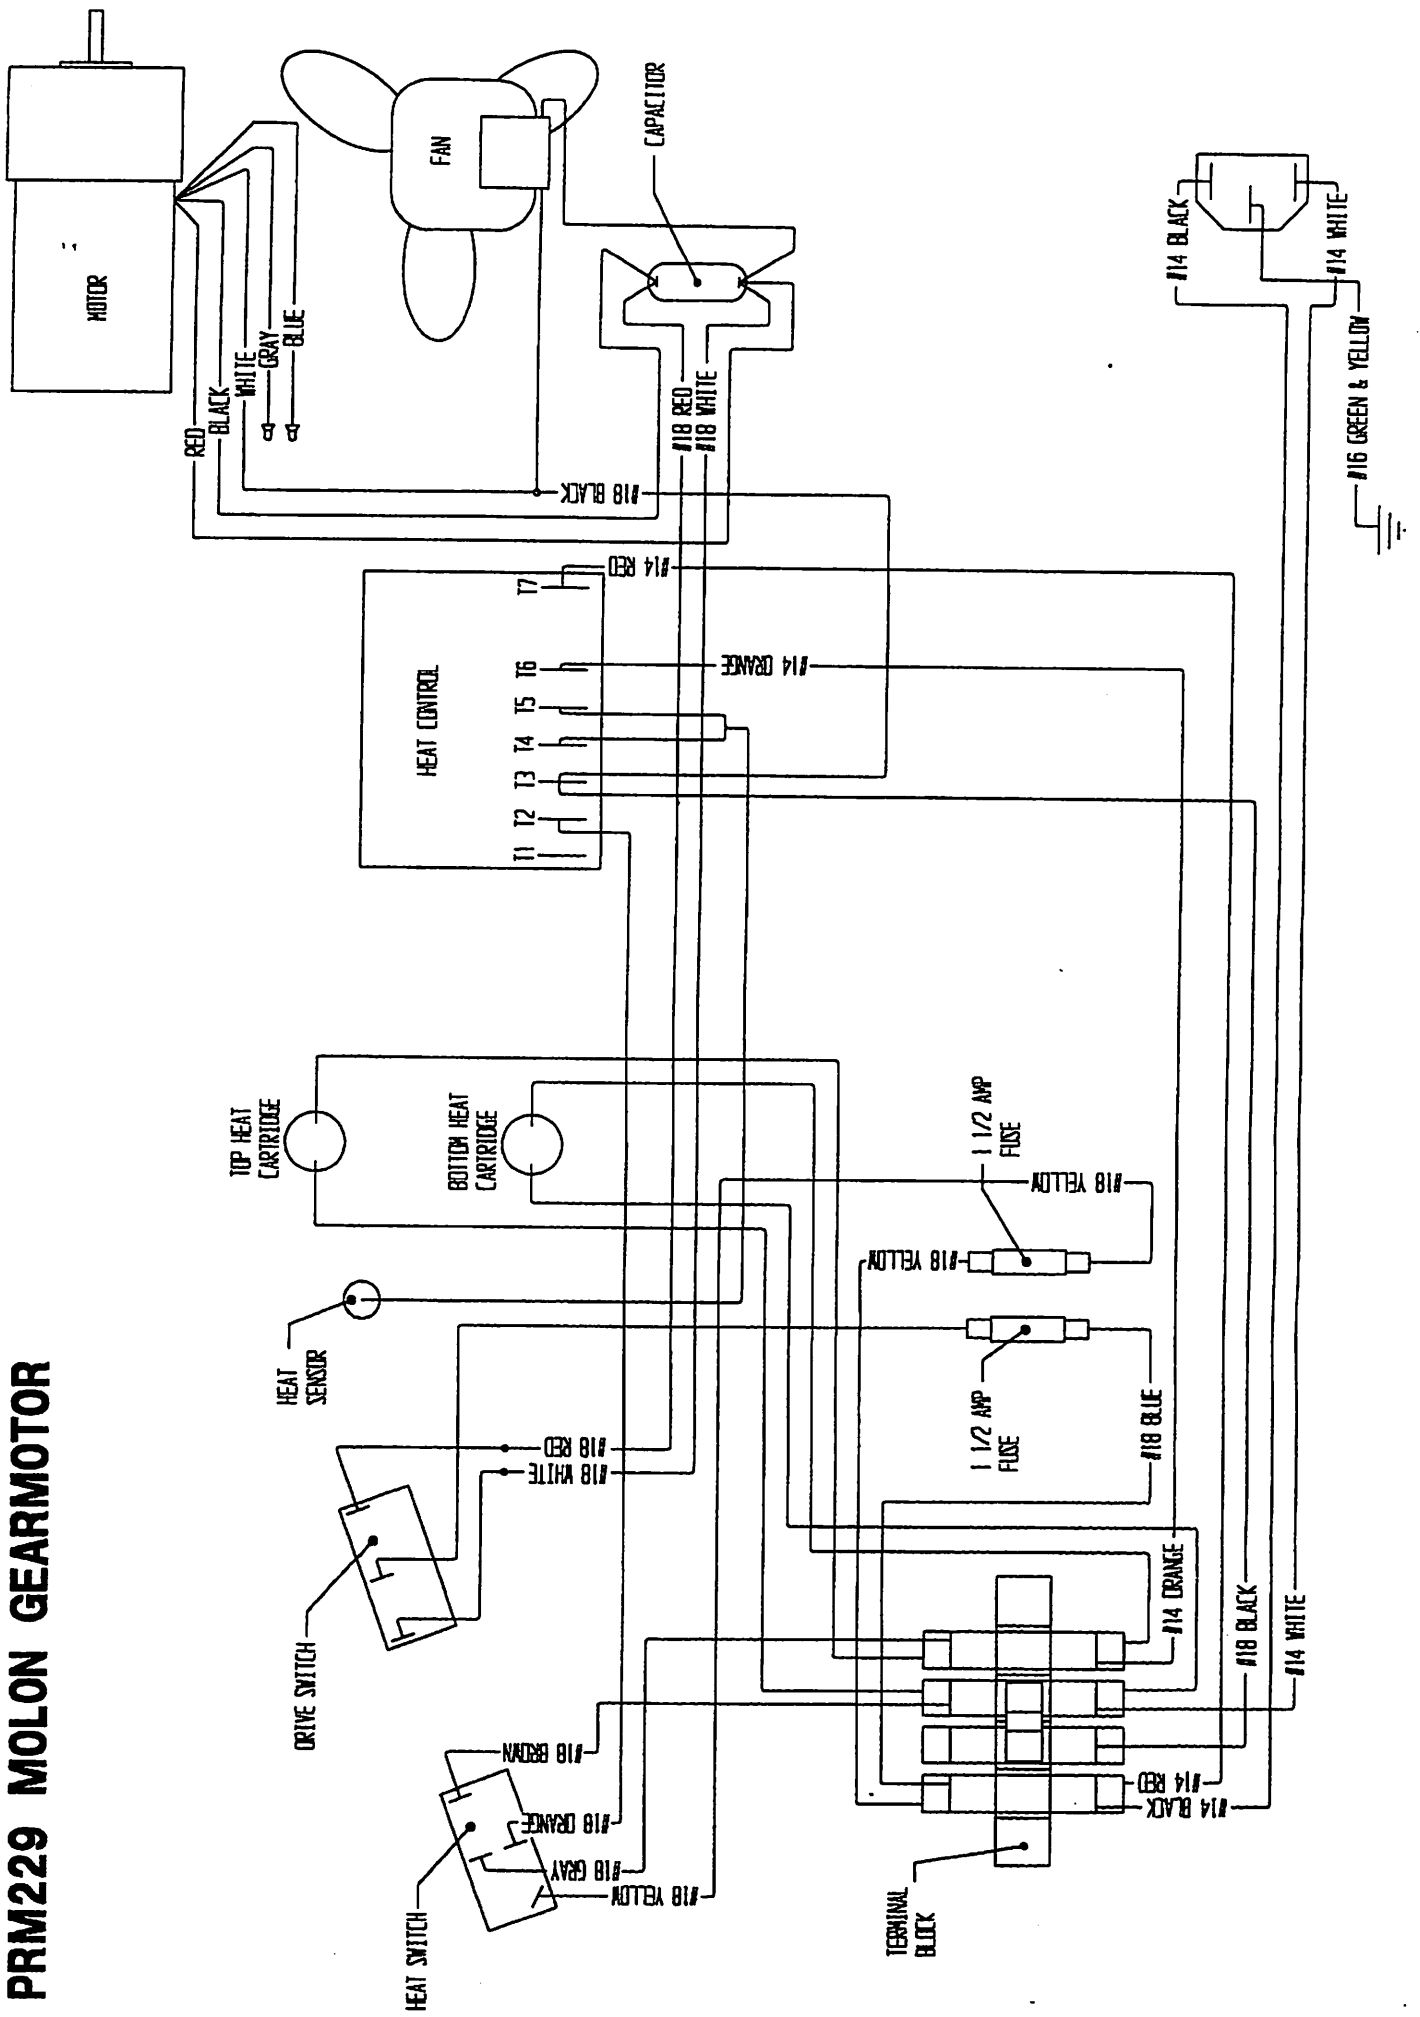 PRM229 MOLON GEARMOTOR
MOTOR
RED
BLACK
WHITE
GRAY
BLUE
FAN
CAPACITOR
#18 RED
#18 WHITE
#18 BLACK
HEAT CONTROL
T1
T2
T3
T4
T5
T6
T7
#14 RED
#14 ORANGE
#14 BLACK
#14 WHITE
#16 GREEN & YELLOW
TOP HEAT
CARTRIDGE
BOTTOM HEAT
CARTRIDGE
HEAT
SENSOR
1 1/2 AMP
FUSE
#18 YELLOW
#18 YELLOW
1 1/2 AMP
FUSE
#18 BLUE
#18 RED
#18 WHITE
DRIVE SWITCH
HEAT SWITCH
#18 BROWN
#18 ORANGE
#18 GRAY
#18 YELLOW
#14 ORANGE
#18 BLACK
#14 WHITE
#14 RED
#14 BLACK
TERMINAL
BLOCK